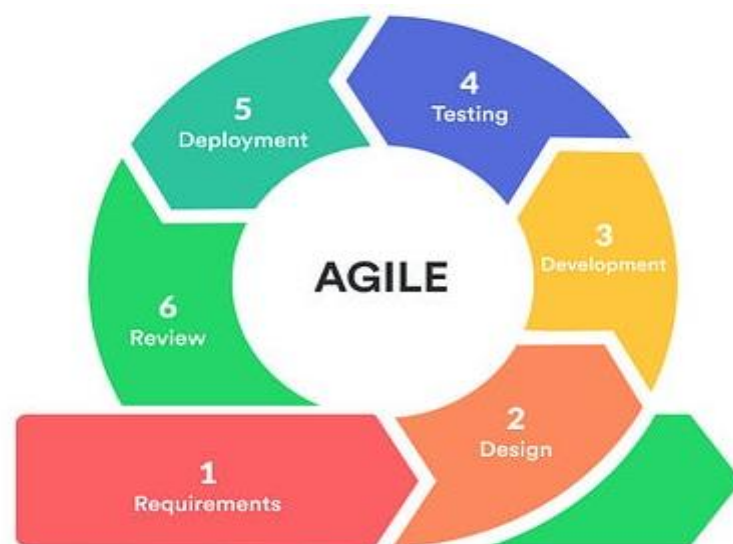 AGILE
1
Requirements
2
Design
3
Development
4
Testing
5
Deployment
6
Review